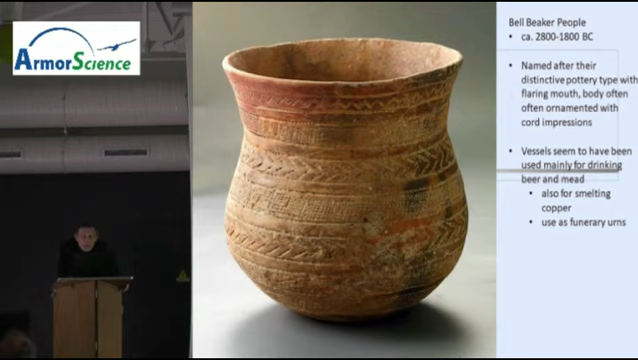 ArmorScience
Bell Beaker People
• ca. 2800-1800 BC
• Named after their
distinctive pottery type with
flaring mouth, body often
often ornamented with
cord impressions
• Vessels seem to have been
used mainly for drinking
beer and mead
• also for smelting
copper
• use as funerary urns